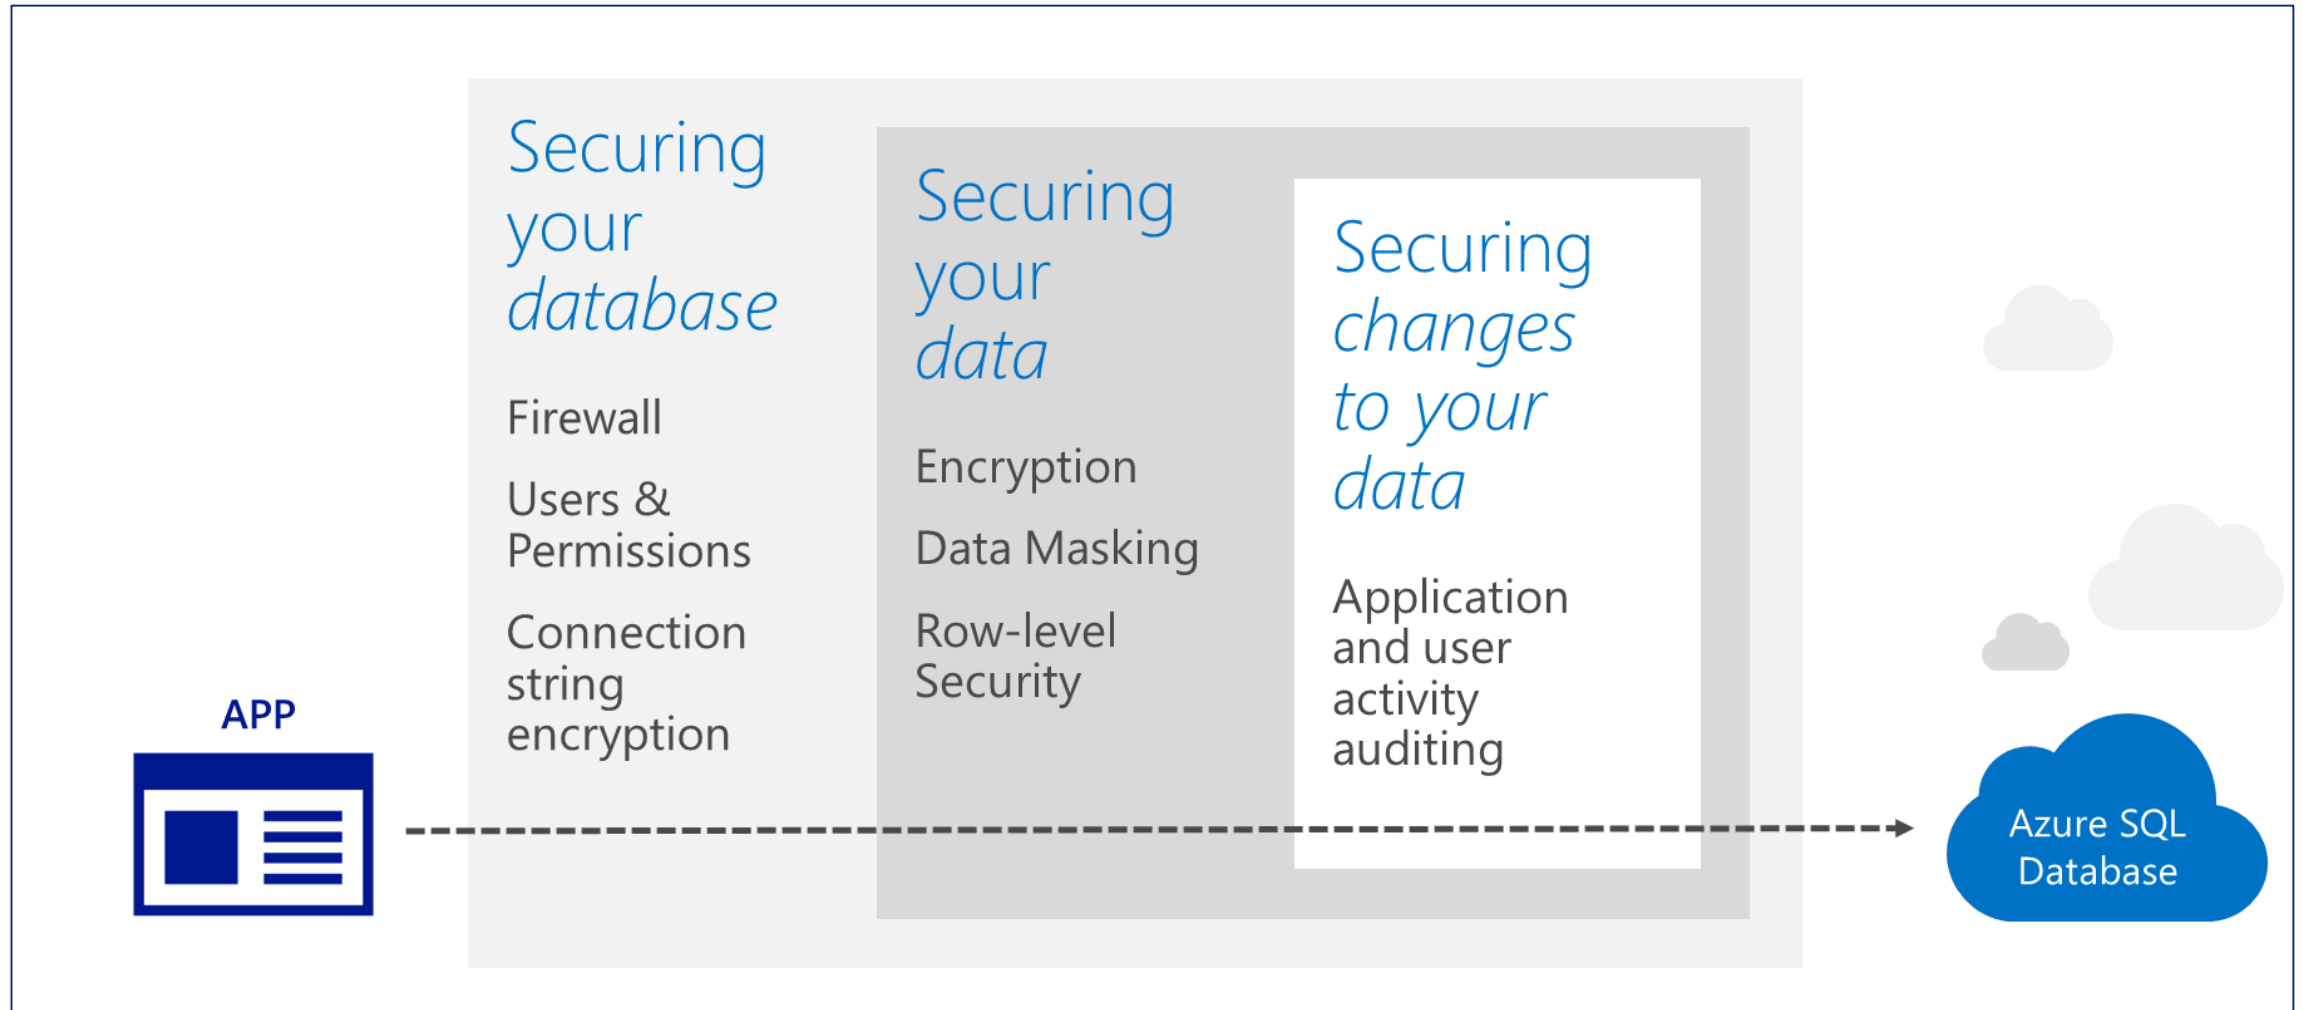 Securing
your
database
Firewall
Users &
Permissions
Connection
string
encryption
Securing
your
data
Encryption
Data Masking
Row-level
Security
Securing
changes
to your
data
Application
and user
activity
auditing
APP
Azure SQL
Database